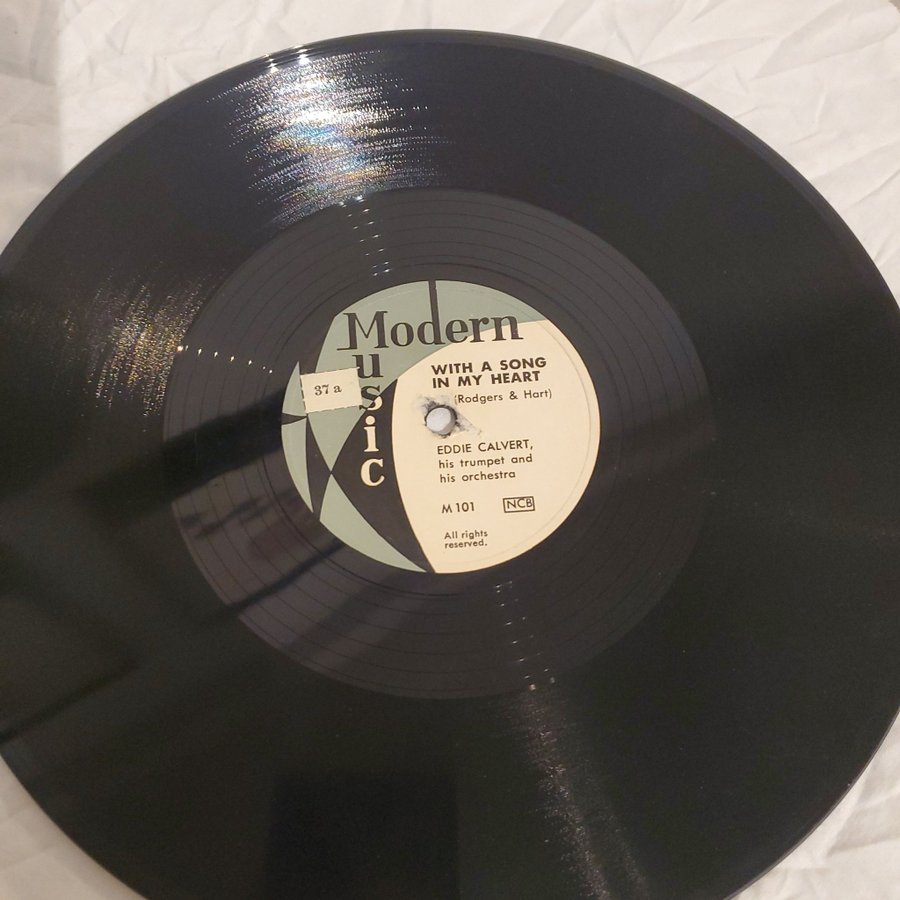 Modern
Music
37 a
WITH A SONG
IN MY HEART
(Rodgers & Hart)
EDDIE CALVERT,
his trumpet and
his orchestra
M 101
NCB
All rights
reserved.